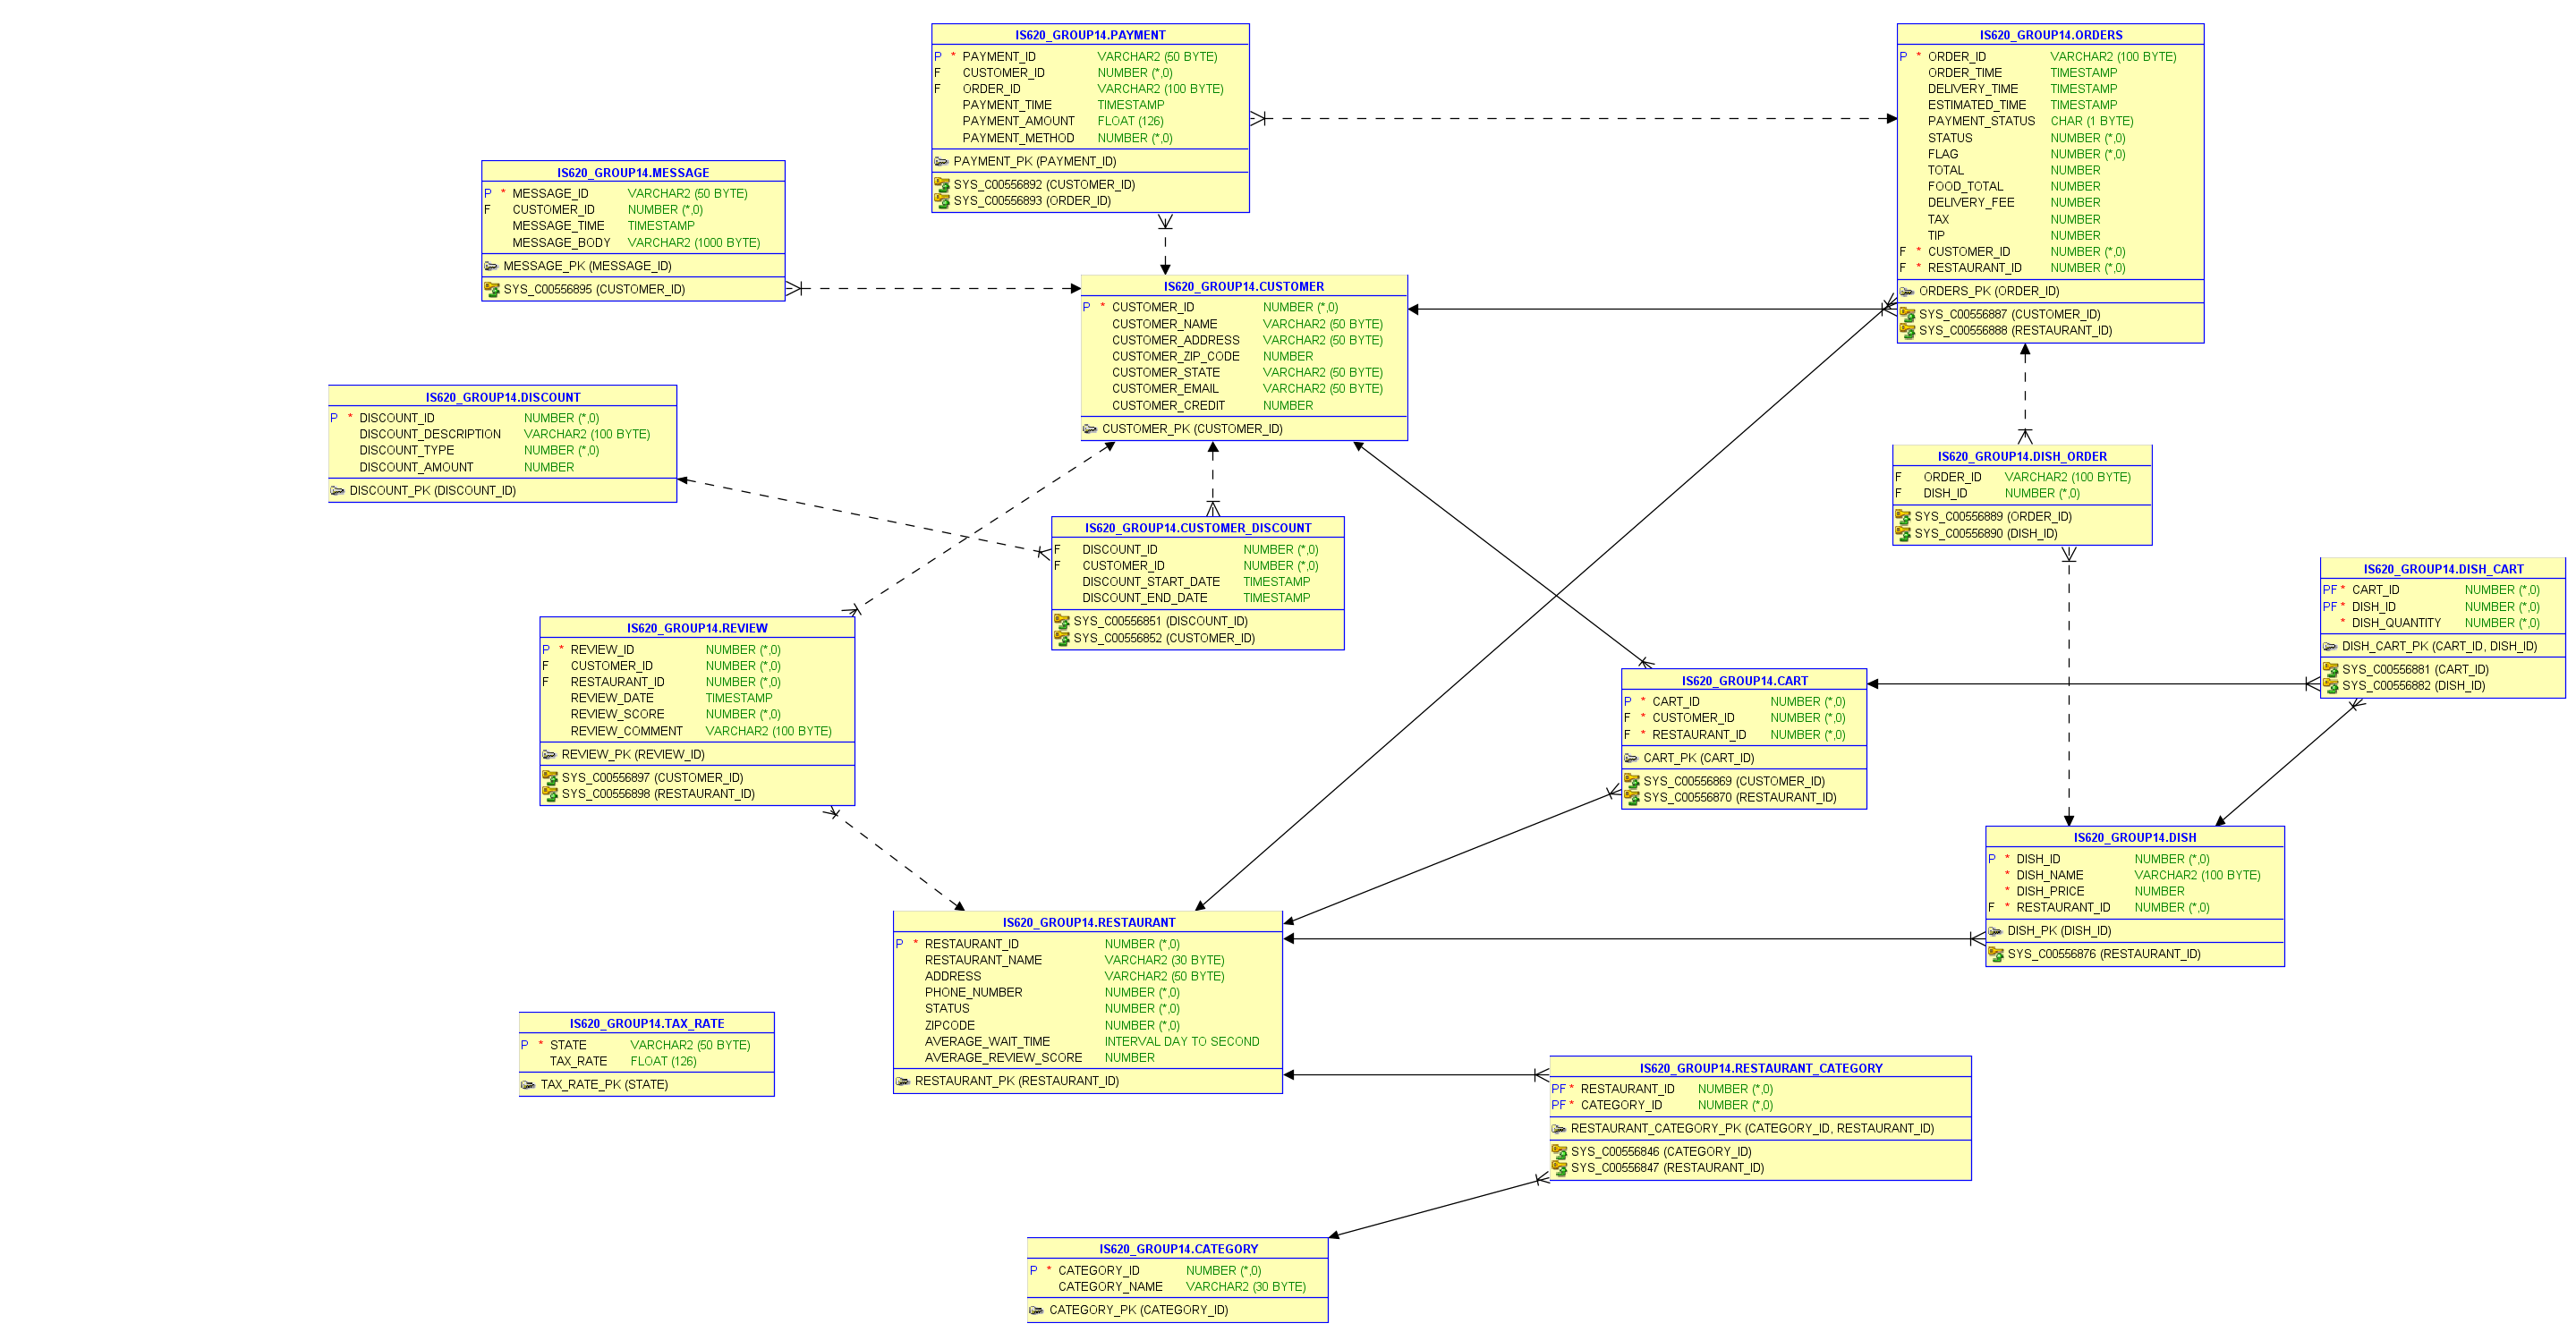 IS620_GROUP14.PAYMENT
P * PAYMENT_ID VARCHAR2 (50 BYTE)
F CUSTOMER_ID NUMBER (*,0)
F ORDER_ID VARCHAR2 (100 BYTE)
PAYMENT_TIME TIMESTAMP
PAYMENT_AMOUNT FLOAT (126)
PAYMENT_METHOD NUMBER (*,0)
PAYMENT_PK (PAYMENT_ID)
SYS_C00556892 (CUSTOMER_ID)
SYS_C00556893 (ORDER_ID)
IS620_GROUP14.ORDERS
P * ORDER_ID VARCHAR2 (100 BYTE)
ORDER_TIME TIMESTAMP
DELIVERY_TIME TIMESTAMP
ESTIMATED_TIME TIMESTAMP
PAYMENT_STATUS CHAR (1 BYTE)
STATUS NUMBER (*,0)
FLAG NUMBER (*,0)
TOTAL NUMBER
FOOD_TOTAL NUMBER
DELIVERY_FEE NUMBER
TAX NUMBER
TIP NUMBER
F * CUSTOMER_ID NUMBER (*,0)
F * RESTAURANT_ID NUMBER (*,0)
ORDERS_PK (ORDER_ID)
SYS_C00556887 (CUSTOMER_ID)
SYS_C00556888 (RESTAURANT_ID)
IS620_GROUP14.MESSAGE
P * MESSAGE_ID VARCHAR2 (50 BYTE)
F CUSTOMER_ID NUMBER (*,0)
MESSAGE_TIME TIMESTAMP
MESSAGE_BODY VARCHAR2 (1000 BYTE)
MESSAGE_PK (MESSAGE_ID)
SYS_C00556895 (CUSTOMER_ID)
IS620_GROUP14.CUSTOMER
P * CUSTOMER_ID NUMBER (*,0)
CUSTOMER_NAME VARCHAR2 (50 BYTE)
CUSTOMER_ADDRESS VARCHAR2 (50 BYTE)
CUSTOMER_ZIP_CODE NUMBER
CUSTOMER_STATE VARCHAR2 (50 BYTE)
CUSTOMER_EMAIL VARCHAR2 (50 BYTE)
CUSTOMER_CREDIT NUMBER
CUSTOMER_PK (CUSTOMER_ID)
IS620_GROUP14.DISCOUNT
P * DISCOUNT_ID NUMBER (*,0)
DISCOUNT_DESCRIPTION VARCHAR2 (100 BYTE)
DISCOUNT_TYPE NUMBER (*,0)
DISCOUNT_AMOUNT NUMBER
DISCOUNT_PK (DISCOUNT_ID)
IS620_GROUP14.DISH_ORDER
F ORDER_ID VARCHAR2 (100 BYTE)
F DISH_ID NUMBER (*,0)
SYS_C00556889 (ORDER_ID)
SYS_C00556890 (DISH_ID)
IS620_GROUP14.CUSTOMER_DISCOUNT
F DISCOUNT_ID NUMBER (*,0)
F CUSTOMER_ID NUMBER (*,0)
DISCOUNT_START_DATE TIMESTAMP
DISCOUNT_END_DATE TIMESTAMP
SYS_C00556851 (DISCOUNT_ID)
SYS_C00556852 (CUSTOMER_ID)
IS620_GROUP14.DISH_CART
PF * CART_ID NUMBER (*,0)
PF * DISH_ID NUMBER (*,0)
* DISH_QUANTITY NUMBER (*,0)
DISH_CART_PK (CART_ID, DISH_ID)
SYS_C00556881 (CART_ID)
SYS_C00556882 (DISH_ID)
IS620_GROUP14.REVIEW
P * REVIEW_ID NUMBER (*,0)
F CUSTOMER_ID NUMBER (*,0)
F RESTAURANT_ID NUMBER (*,0)
REVIEW_DATE TIMESTAMP
REVIEW_SCORE NUMBER (*,0)
REVIEW_COMMENT VARCHAR2 (100 BYTE)
REVIEW_PK (REVIEW_ID)
SYS_C00556897 (CUSTOMER_ID)
SYS_C00556898 (RESTAURANT_ID)
IS620_GROUP14.CART
P * CART_ID NUMBER (*,0)
F * CUSTOMER_ID NUMBER (*,0)
F * RESTAURANT_ID NUMBER (*,0)
CART_PK (CART_ID)
SYS_C00556869 (CUSTOMER_ID)
SYS_C00556870 (RESTAURANT_ID)
IS620_GROUP14.DISH
P * DISH_ID NUMBER (*,0)
* DISH_NAME VARCHAR2 (100 BYTE)
* DISH_PRICE NUMBER
F * RESTAURANT_ID NUMBER (*,0)
DISH_PK (DISH_ID)
SYS_C00556876 (RESTAURANT_ID)
IS620_GROUP14.RESTAURANT
P * RESTAURANT_ID NUMBER (*,0)
RESTAURANT_NAME VARCHAR2 (30 BYTE)
ADDRESS VARCHAR2 (50 BYTE)
PHONE_NUMBER NUMBER (*,0)
STATUS NUMBER (*,0)
ZIPCODE NUMBER (*,0)
AVERAGE_WAIT_TIME INTERVAL DAY TO SECOND
AVERAGE_REVIEW_SCORE NUMBER
RESTAURANT_PK (RESTAURANT_ID)
IS620_GROUP14.TAX_RATE
P * STATE VARCHAR2 (50 BYTE)
TAX_RATE FLOAT (126)
TAX_RATE_PK (STATE)
IS620_GROUP14.RESTAURANT_CATEGORY
PF * RESTAURANT_ID NUMBER (*,0)
PF * CATEGORY_ID NUMBER (*,0)
RESTAURANT_CATEGORY_PK (CATEGORY_ID, RESTAURANT_ID)
SYS_C00556846 (CATEGORY_ID)
SYS_C00556847 (RESTAURANT_ID)
IS620_GROUP14.CATEGORY
P * CATEGORY_ID NUMBER (*,0)
CATEGORY_NAME VARCHAR2 (30 BYTE)
CATEGORY_PK (CATEGORY_ID)